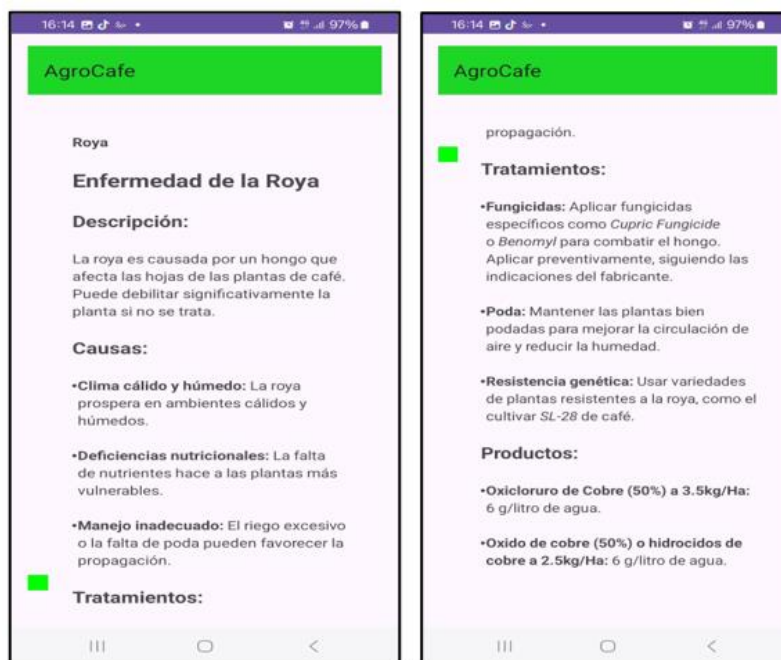 16:14
97%
AgroCafe
Roya
Enfermedad de la Roya
Descripción:
La roya es causada por un hongo que
afecta las hojas de las plantas de café.
Puede debilitar significativamente la
planta si no se trata.
Causas:
•Clima cálido y húmedo: La roya
prospera en ambientes cálidos y
húmedos.
•Deficiencias nutricionales: La falta
de nutrientes hace a las plantas más
vulnerables.
•Manejo inadecuado: El riego excesivo
o la falta de poda pueden favorecer la
propagación.
Tratamientos:
16:14
97%
AgroCafe
propagación.
Tratamientos:
•Fungicidas: Aplicar fungicidas
específicos como Cupric Fungicide
o Benomyl para combatir el hongo.
Aplicar preventivamente, siguiendo las
indicaciones del fabricante.
•Poda: Mantener las plantas bien
podadas para mejorar la circulación de
aire y reducir la humedad.
•Resistencia genética: Usar variedades
de plantas resistentes a la roya, como el
cultivar SL-28 de café.
Productos:
•Oxicloruro de Cobre (50%) a 3.5kg/Ha:
6 g/litro de agua.
•Oxido de cobre (50%) o hidrocidos de
cobre a 2.5kg/Ha: 6 g/litro de agua.